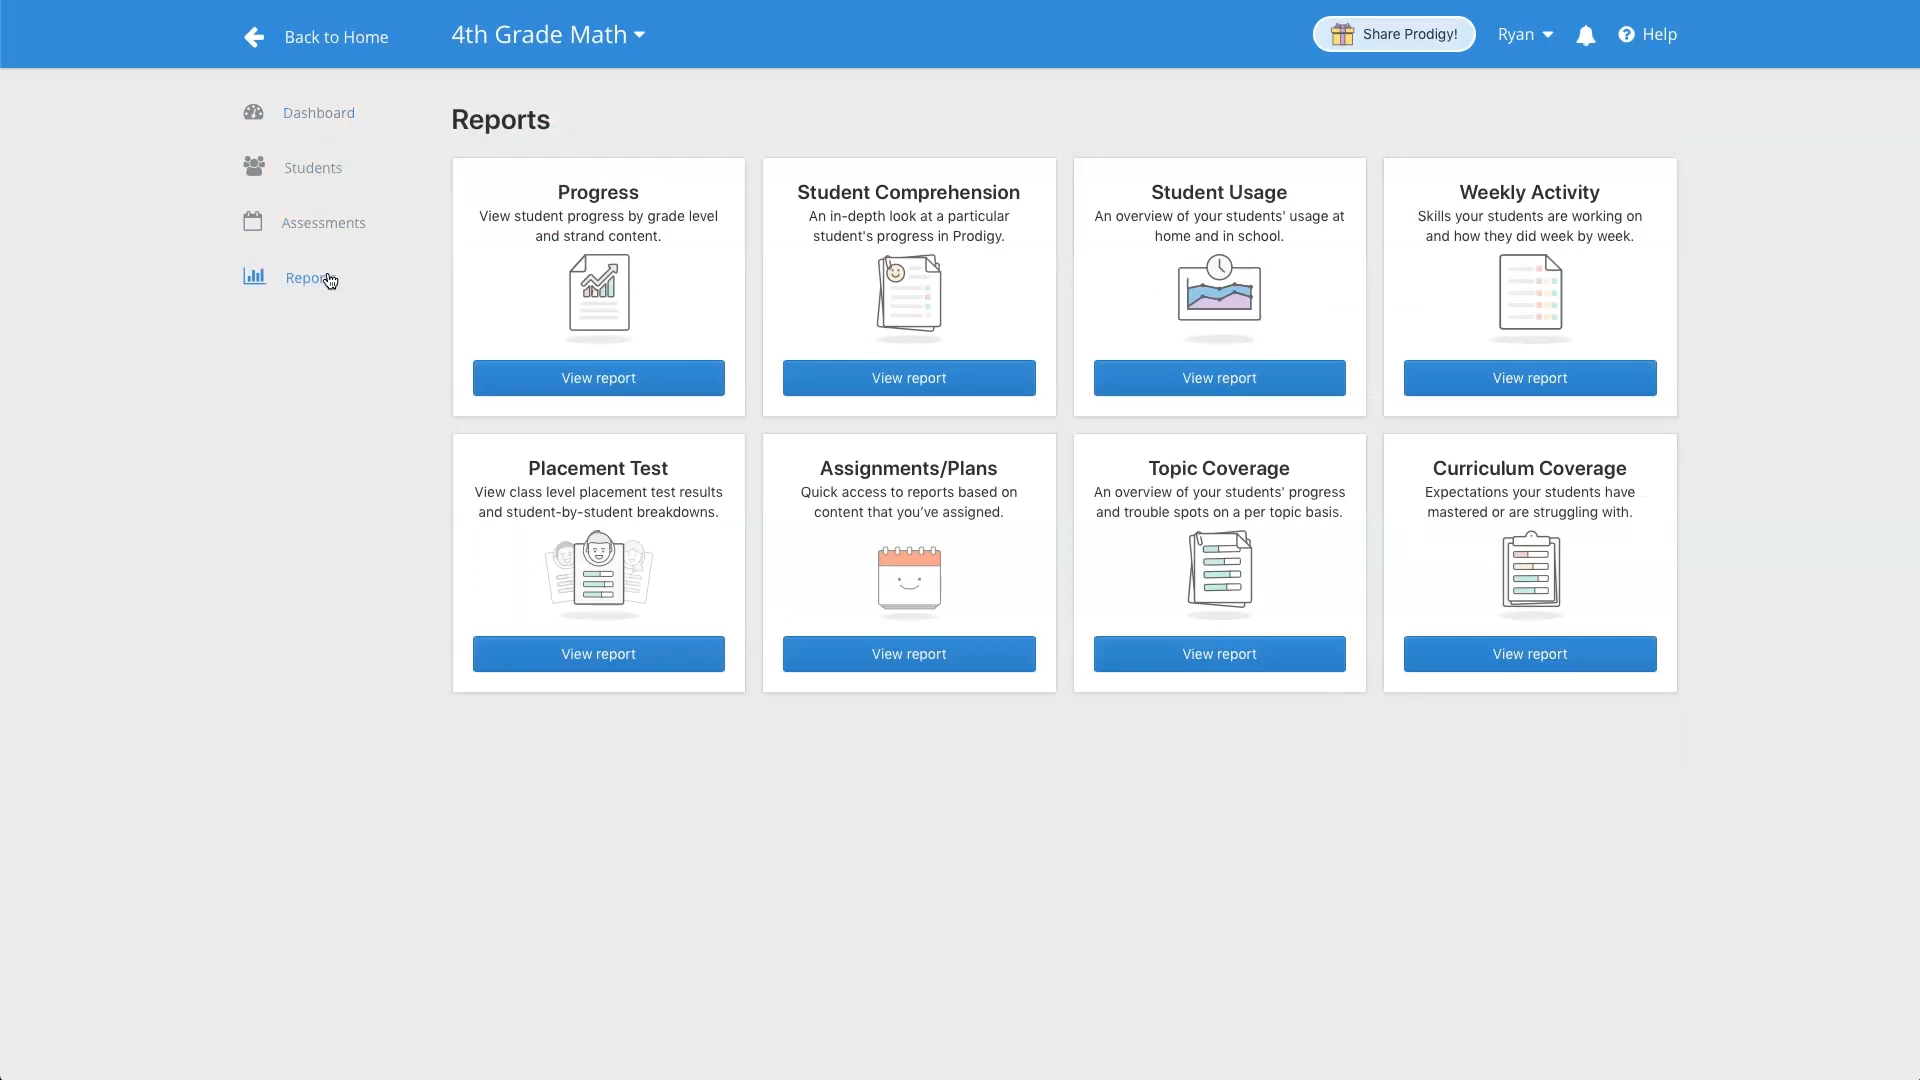 Back to Home
4th Grade Math
Share Prodigy!
Ryan
Help
Dashboard
Students
Assessments
Reports
Progress
View student progress by grade level
and strand content.
View report
Student Comprehension
An in-depth look at a particular
student's progress in Prodigy.
View report
Student Usage
An overview of your students' usage at
home and in school.
View report
Weekly Activity
Skills your students are working on
and how they did week by week.
View report
Placement Test
View class level placement test results
and student-by-student breakdowns.
View report
Assignments/Plans
Quick access to reports based on
content that you've assigned.
View report
Topic Coverage
An overview of your students' progress
and trouble spots on a per topic basis.
View report
Curriculum Coverage
Expectations your students have
mastered or are struggling with.
View report